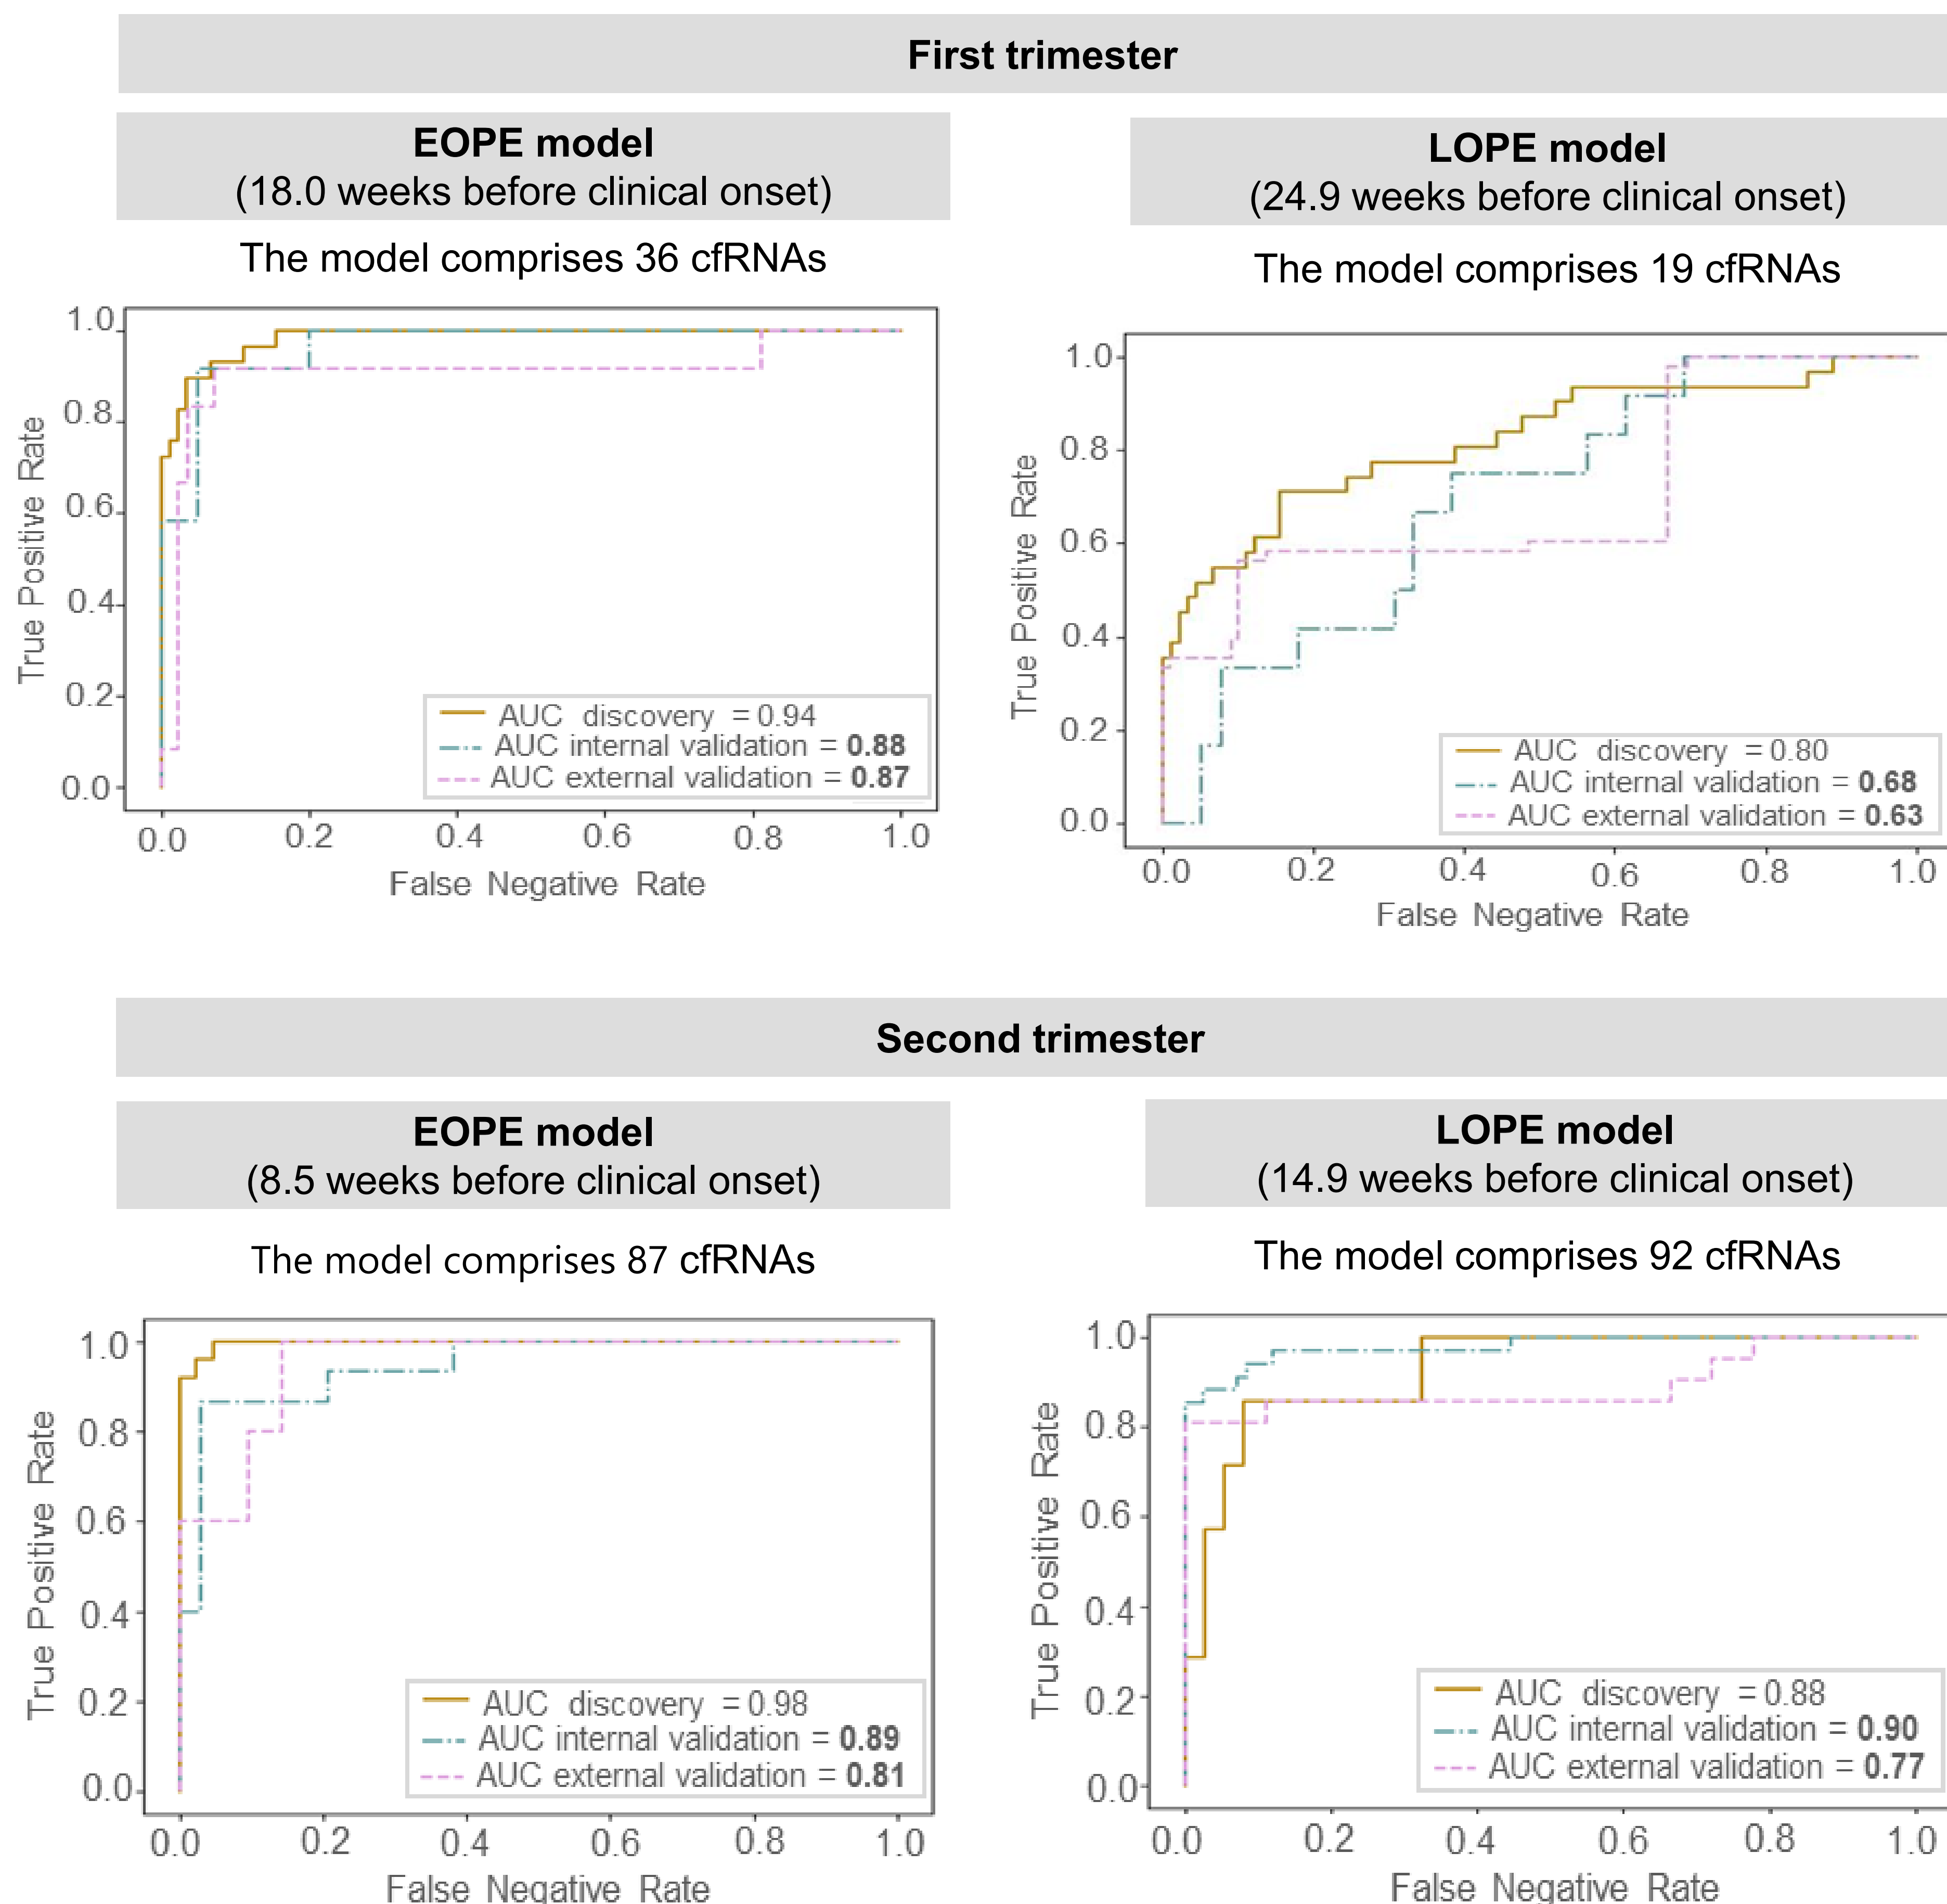 First trimester
EOPE model
(18.0 weeks before clinical onset)
The model comprises 36 cfRNAs
1.0
0.8
0.6
0.4
0.2
0.0
True Positive Rate
AUC discovery = 0.94
AUC internal validation = 0.88
AUC external validation = 0.87
0.0 0.2 0.4 0.6 0.8 1.0
False Negative Rate
LOPE model
(24.9 weeks before clinical onset)
The model comprises 19 cfRNAs
1.0
0.8
0.6
0.4
0.2
0.0
True Positive Rate
AUC discovery = 0.80
AUC internal validation = 0.68
AUC external validation = 0.63
0.0 0.2 0.4 0.6 0.8 1.0
False Negative Rate
Second trimester
EOPE model
(8.5 weeks before clinical onset)
The model comprises 87 cfRNAs
1.0
0.8
0.6
0.4
0.2
0.0
True Positive Rate
AUC discovery = 0.98
AUC internal validation = 0.89
AUC external validation = 0.81
0.0 0.2 0.4 0.6 0.8 1.0
False Negative Rate
LOPE model
(14.9 weeks before clinical onset)
The model comprises 92 cfRNAs
1.0
0.8
0.6
0.4
0.2
0.0
True Positive Rate
AUC discovery = 0.88
AUC internal validation = 0.90
AUC external validation = 0.77
0.0 0.2 0.4 0.6 0.8 1.0
False Negative Rate